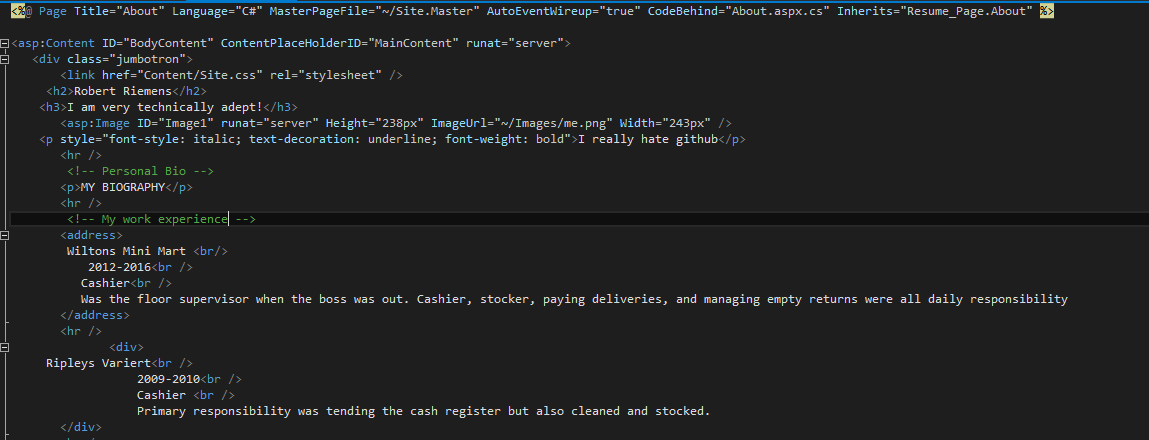 <%@ Page Title="About" Language="C#" MasterPageFile="~/Site.Master" AutoEventWireup="true" CodeBehind="About.aspx.cs" Inherits="Resume_Page.About" %>
<asp:Content ID="BodyContent" ContentPlaceHolderID="MainContent" runat="server">
<div class="jumbotron">
<link href="Content/Site.css" rel="stylesheet" />
<h2>Robert Riemens</h2>
<h3>I am very technically adept!</h3>
<asp:Image ID="Image1" runat="server" Height="238px" ImageUrl="~/Images/me.png" Width="243px" />
<p style="font-style: italic; text-decoration: underline; font-weight: bold">I really hate github</p>
<hr />
<!-- Personal Bio -->
<p>MY BIOGRAPHY</p>
<hr />
<!-- My work experience -->
<address>
Wiltons Mini Mart <br/>
2012-2016<br />
Cashier<br />
Was the floor supervisor when the boss was out. Cashier, stocker, paying deliveries, and managing empty returns were all daily responsibility
</address>
<hr />
<div>
Ripleys Variert<br />
2009-2010<br />
Cashier <br />
Primary responsibility was tending the cash register but also cleaned and stocked.
</div>